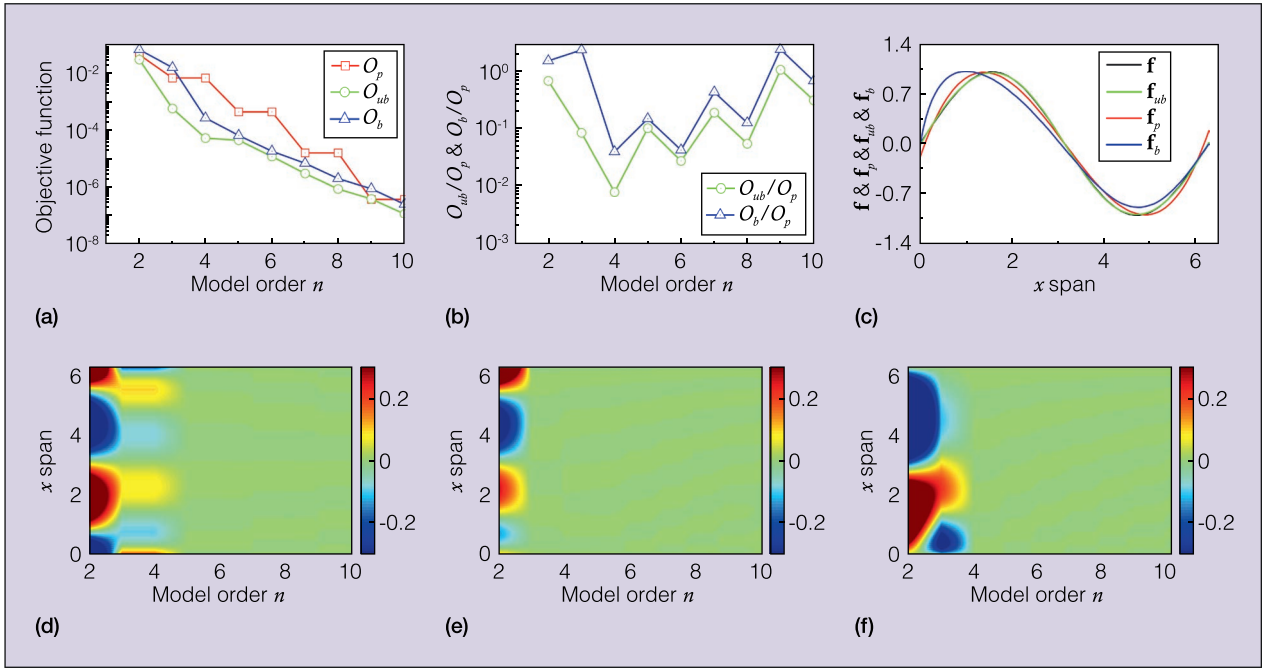 10⁻²
10⁻⁴
10⁻⁶
10⁻⁸
Objective function
2 4 6 8 10
Model order n
O_p
O_ub
O_b
(a)
10⁰
10⁻¹
10⁻²
10⁻³
O_ub/O_p & O_b/O_p
2 4 6 8 10
Model order n
O_ub/O_p
O_b/O_p
(b)
1.4
0.7
0.0
-0.7
-1.4
f & f_p & f_ub & f_b
0 2 4 6
x span
f
f_ub
f_p
f_b
(c)
6
4
2
0
x span
2 4 6 8 10
Model order n
0.2
0
-0.2
(d)
6
4
2
0
x span
2 4 6 8 10
Model order n
0.2
0
-0.2
(e)
6
4
2
0
x span
2 4 6 8 10
Model order n
0.2
0
-0.2
(f)